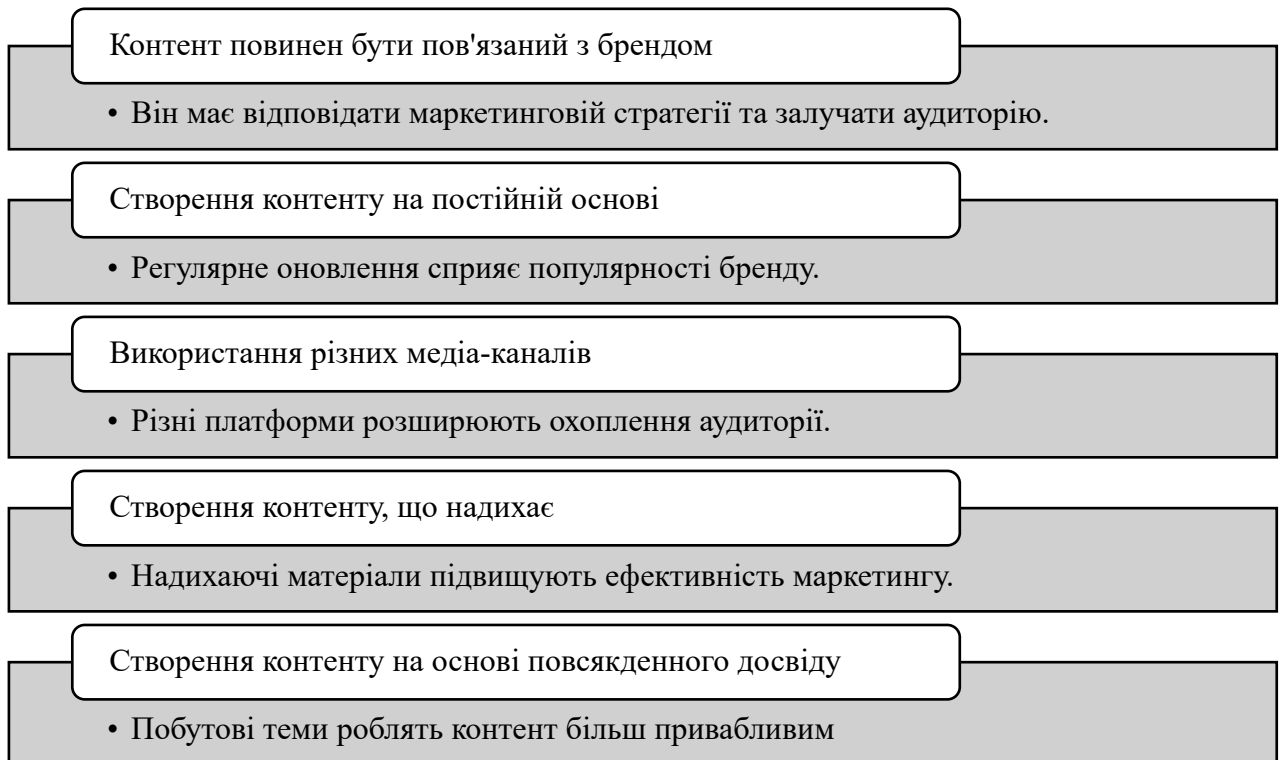 Контент повинен бути пов'язаний з брендом
• Він має відповідати маркетинговій стратегії та залучати аудиторію.
Створення контенту на постійній основі
• Регулярне оновлення сприяє популярності бренду.
Використання різних медіа-каналів
• Різні платформи розширюють охоплення аудиторії.
Створення контенту, що надихає
• Надихаючі матеріали підвищують ефективність маркетингу.
Створення контенту на основі повсякденного досвіду
• Побутові теми роблять контент більш привабливим